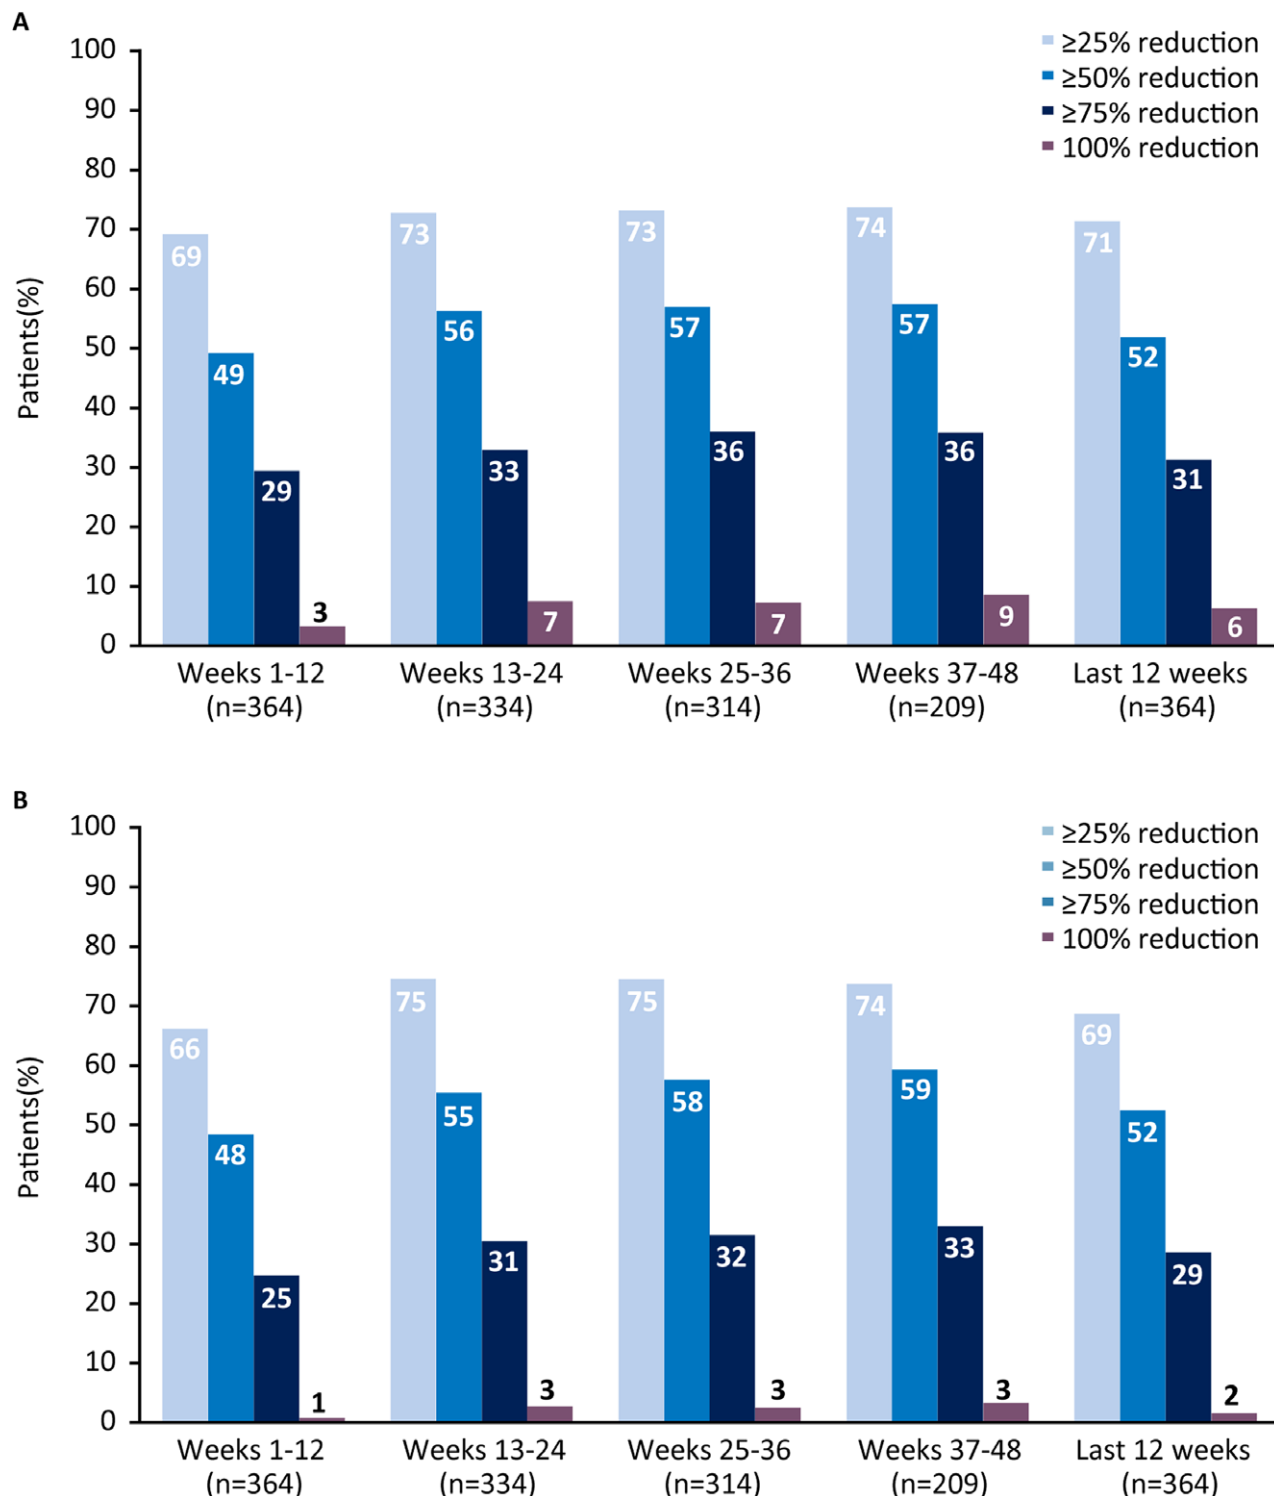 A
≥25% reduction
≥50% reduction
≥75% reduction
100% reduction
100
90
80
70
60
50
40
30
20
10
0
Patients(%)
69
49
29
3
73
56
33
7
73
57
36
7
74
57
36
9
71
52
31
6
Weeks 1-12
(n=364)
Weeks 13-24
(n=334)
Weeks 25-36
(n=314)
Weeks 37-48
(n=209)
Last 12 weeks
(n=364)
B
≥25% reduction
≥50% reduction
≥75% reduction
100% reduction
100
90
80
70
60
50
40
30
20
10
0
Patients(%)
66
48
25
1
75
55
31
3
75
58
32
3
74
59
33
3
69
52
29
2
Weeks 1-12
(n=364)
Weeks 13-24
(n=334)
Weeks 25-36
(n=314)
Weeks 37-48
(n=209)
Last 12 weeks
(n=364)